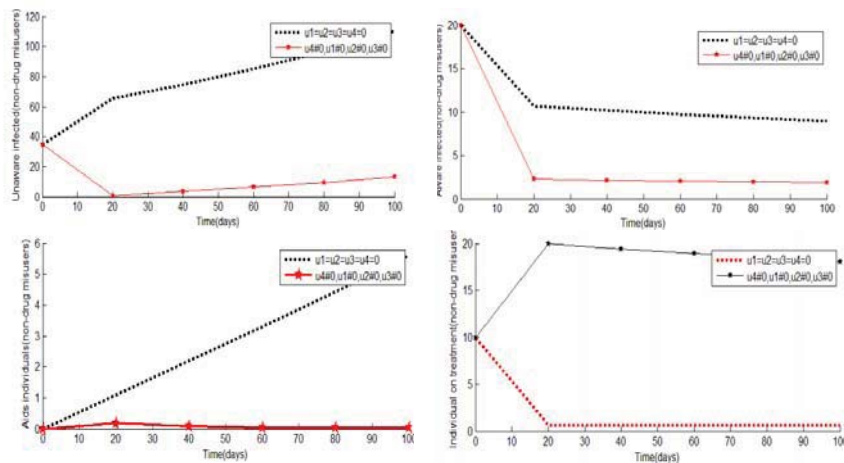 Unaware infected(non-drug misusers)
120
100
80
60
40
20
0
u1=u2=u3=u4=0
u4#0,u1#0,u2#0,u3#0
0 10 20 30 40 50 60 70 80 90 100
Time(days)
Aware infected(non-drug misusers)
20
15
10
5
0
u1=u2=u3=u4=0
u4#0,u1#0,u2#0,u3#0
0 10 20 30 40 50 60 70 80 90 100
Time(days)
Aids individuals(non-drug misusers)
6
5
4
3
2
1
0
u1=u2=u3=u4=0
u4#0,u1#0,u2#0,u3#0
0 10 20 30 40 50 60 70 80 90 100
Time(days)
Individual on treatment(non-drug misuser
20
15
10
5
0
u1=u2=u3=u4=0
u4#0,u1#0,u2#0,u3#0
0 10 20 30 40 50 60 70 80 90 100
Time(days)